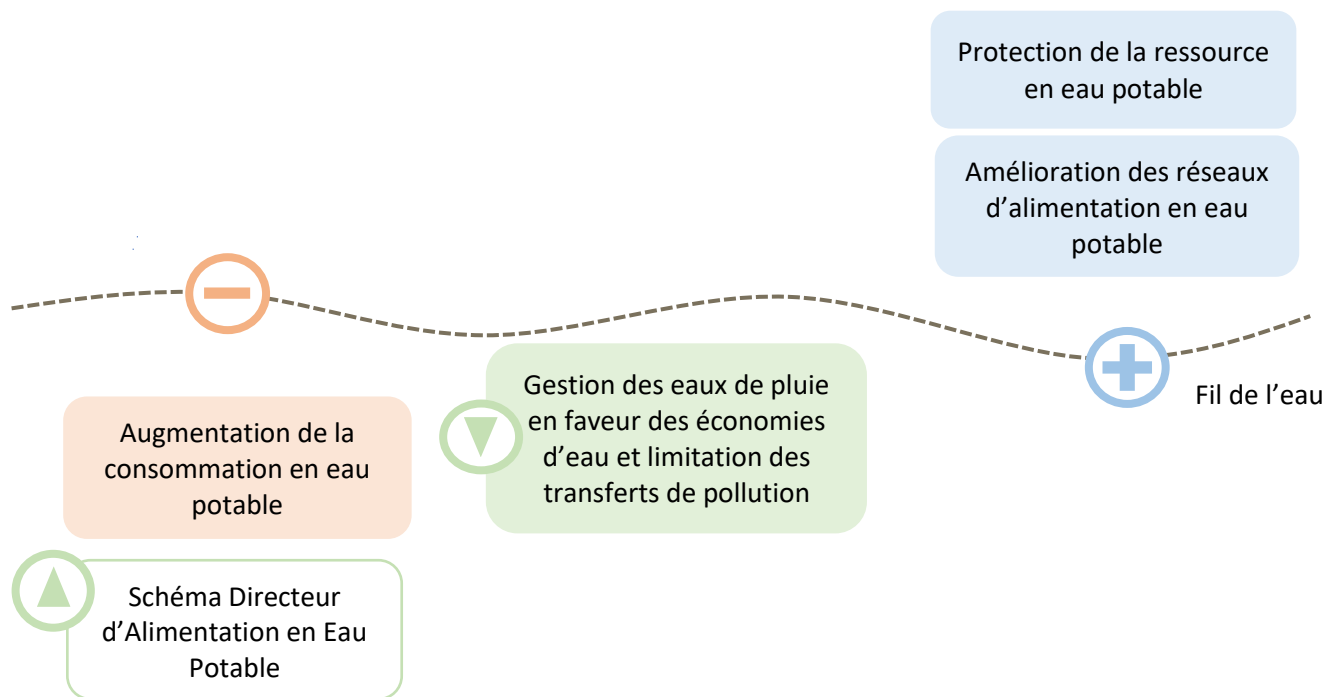 Protection de la ressource
en eau potable
Amélioration des réseaux
d’alimentation en eau
potable
Fil de l’eau
Gestion des eaux de pluie
en faveur des économies
d’eau et limitation des
transferts de pollution
Augmentation de la
consommation en eau
potable
Schéma Directeur
d’Alimentation en Eau
Potable